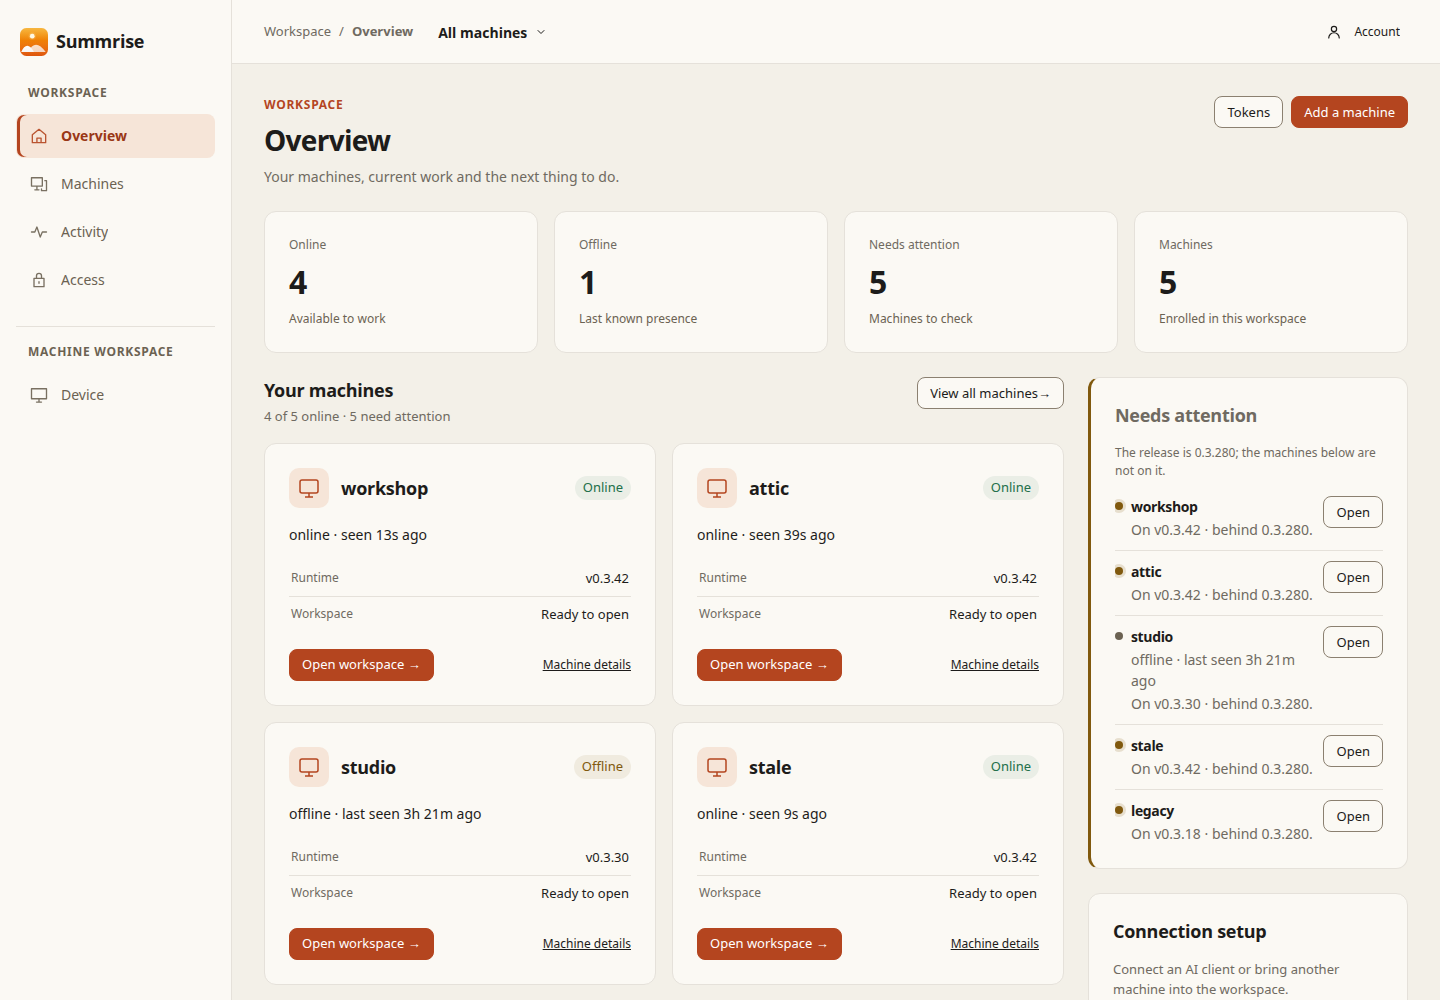 Summrise
WORKSPACE
Overview
Machines
Activity
Access
MACHINE WORKSPACE
Device
Workspace / Overview
All machines
Account
WORKSPACE
Overview
Your machines, current work and the next thing to do.
Tokens
Add a machine
Online
4
Available to work
Offline
1
Last known presence
Needs attention
5
Machines to check
Machines
5
Enrolled in this workspace
Your machines
4 of 5 online · 5 need attention
View all machines→
workshop
Online
online · seen 13s ago
Runtime
v0.3.42
Workspace
Ready to open
Open workspace →
Machine details
attic
Online
online · seen 39s ago
Runtime
v0.3.42
Workspace
Ready to open
Open workspace →
Machine details
studio
Offline
offline · last seen 3h 21m ago
Runtime
v0.3.30
Workspace
Ready to open
Open workspace →
Machine details
stale
Online
online · seen 9s ago
Runtime
v0.3.42
Workspace
Ready to open
Open workspace →
Machine details
Needs attention
The release is 0.3.280; the machines below are
not on it.
workshop
On v0.3.42 · behind 0.3.280.
Open
attic
On v0.3.42 · behind 0.3.280.
Open
studio
offline · last seen 3h 21m
ago
On v0.3.30 · behind 0.3.280.
Open
stale
On v0.3.42 · behind 0.3.280.
Open
legacy
On v0.3.18 · behind 0.3.280.
Open
Connection setup
Connect an AI client or bring another
machine into the workspace.